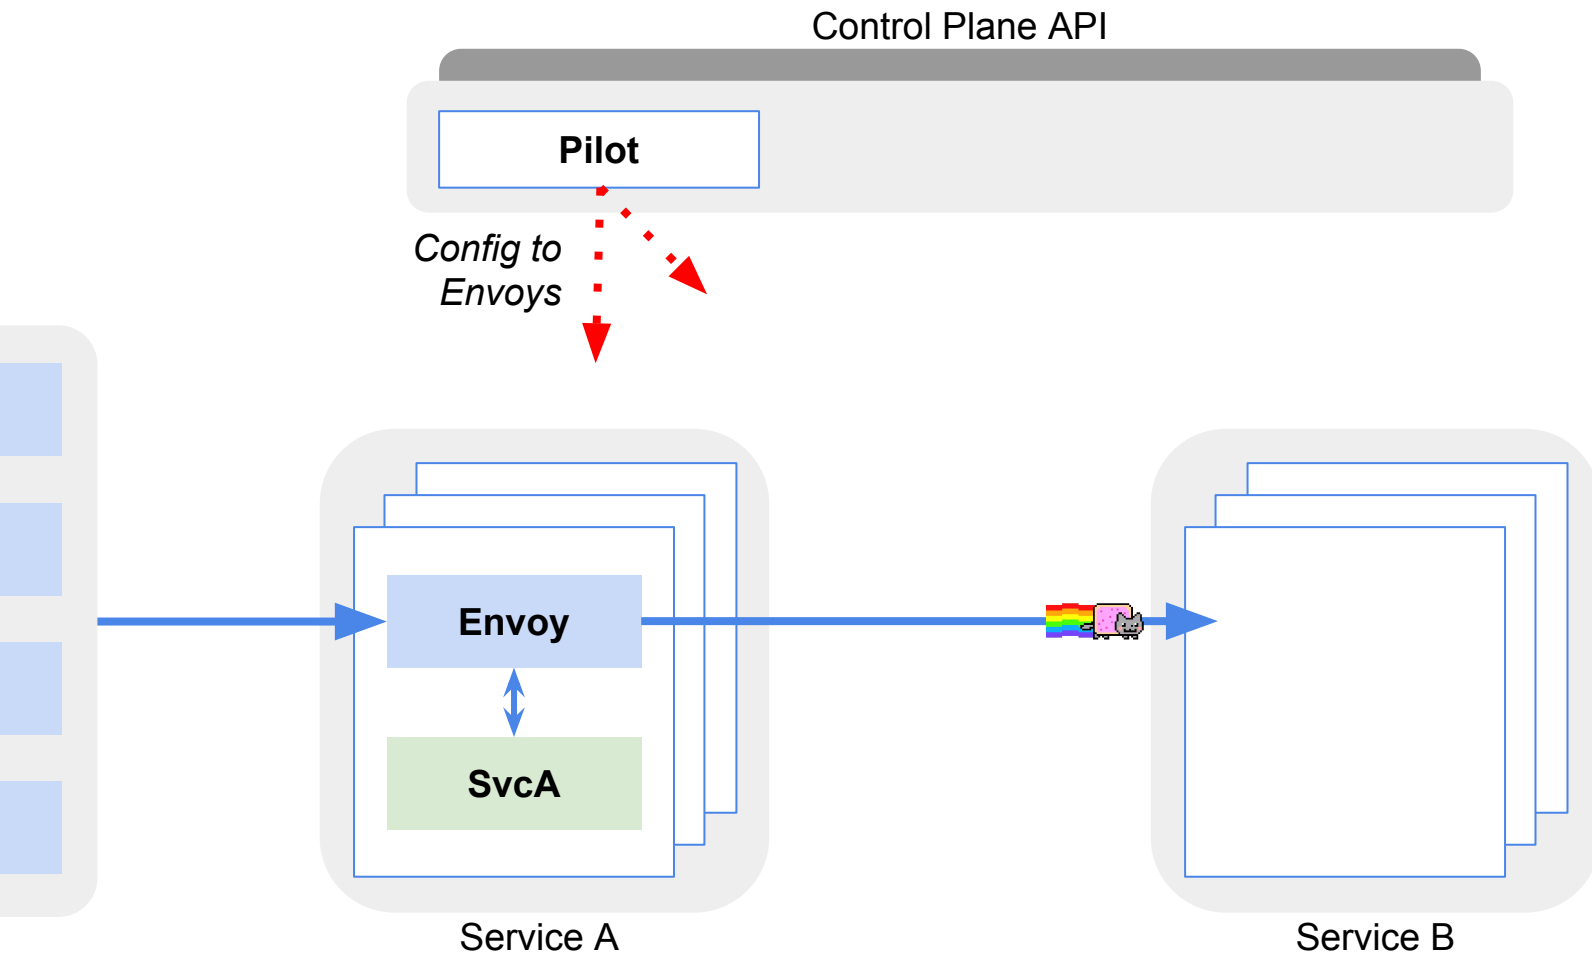 Control Plane API
Pilot
Config to
Envoys
Envoy
SvcA
Service A
Service B